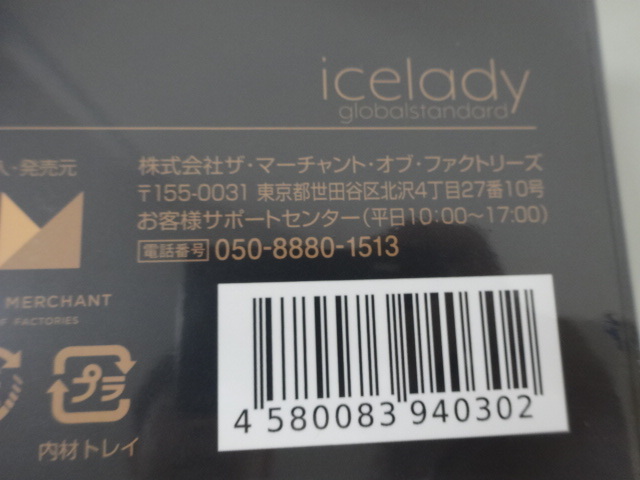 icelady
globalstandard
・発売元
株式会社ザ・マーチャント・オブ・ファクトリーズ
〒155-0031 東京都世田谷区北沢4丁目27番10号
お客様サポートセンター(平日10:00〜17:00)
電話番号 050-8880-1513
MERCHANT
FACTORIES
プラ
内材トレイ
4 580083 940302